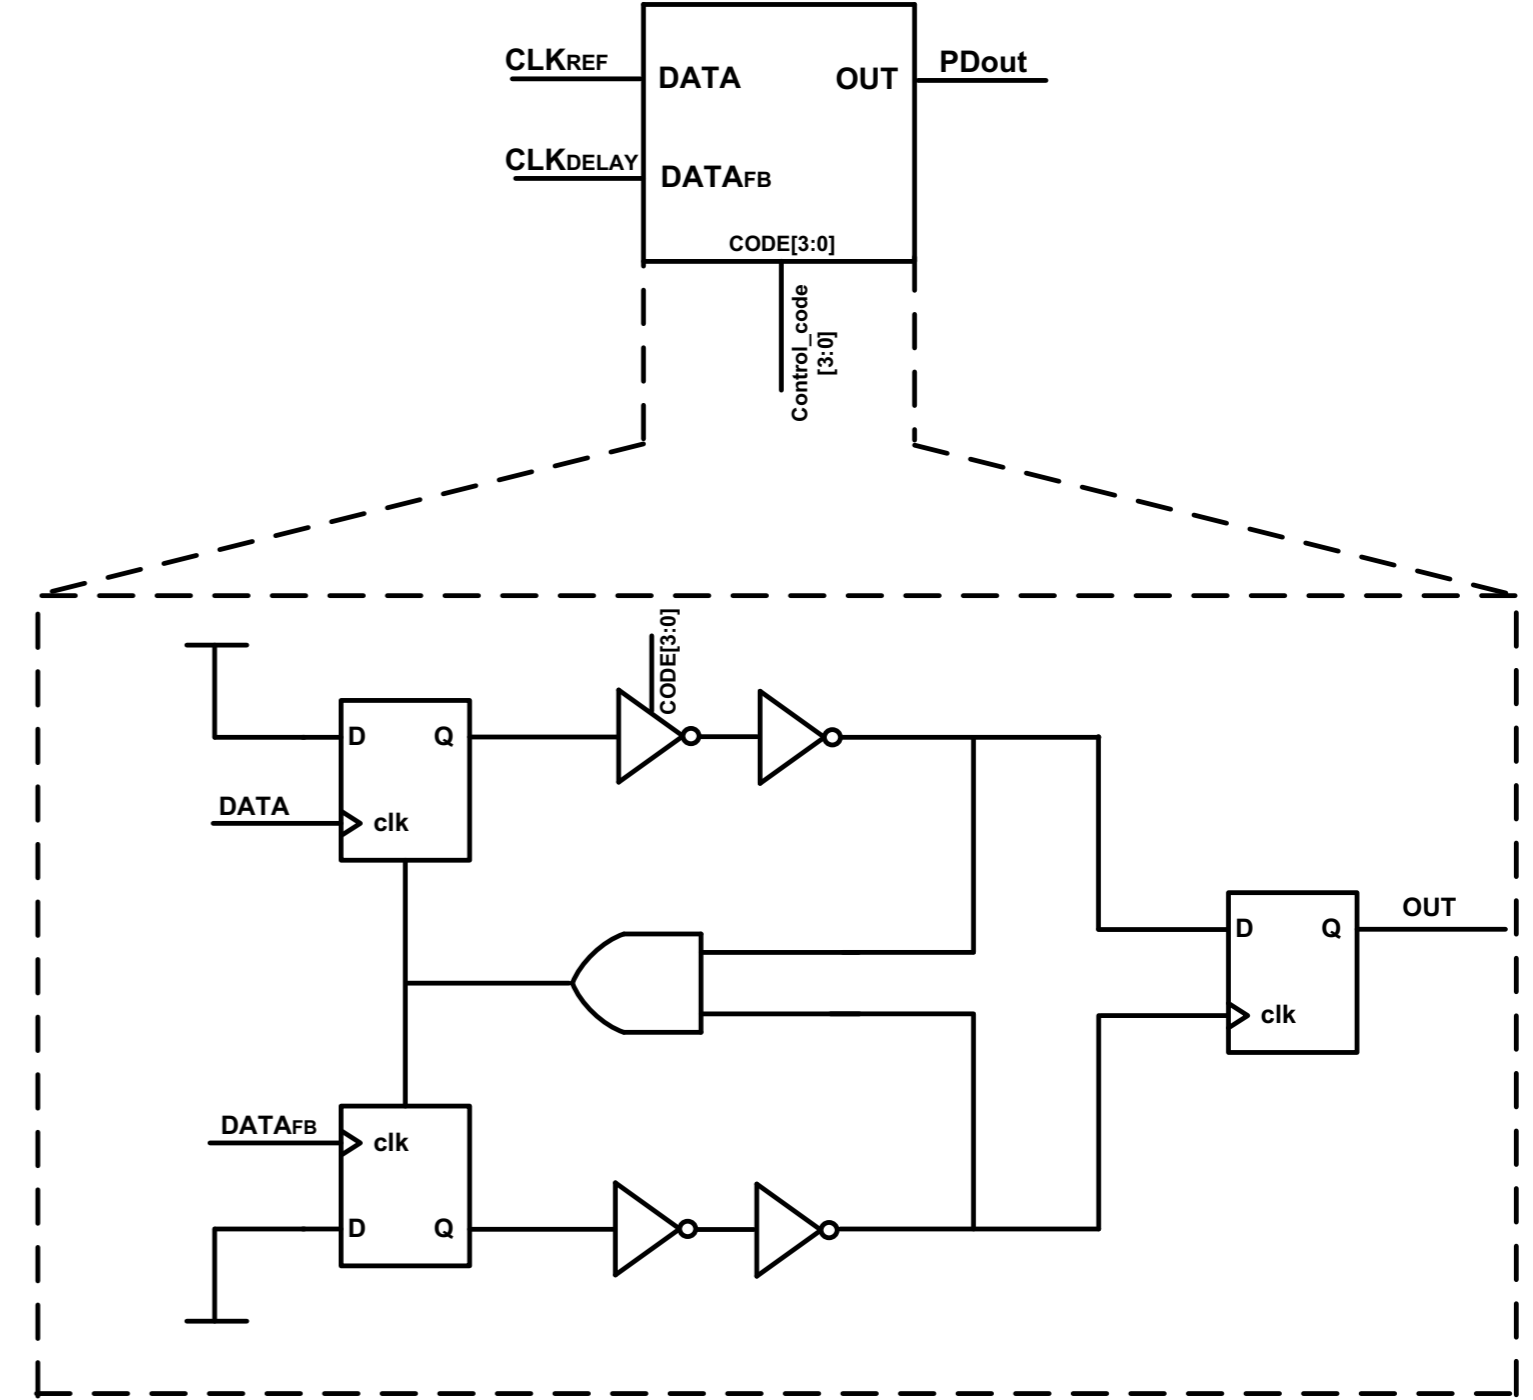 CLKREF
DATA
OUT
PDout
CLKDELAY
DATAFB
CODE[3:0]
Control_code
[3:0]
CODE[3:0]
D
Q
DATA
clk
D
Q
OUT
clk
DATAFB
clk
D
Q